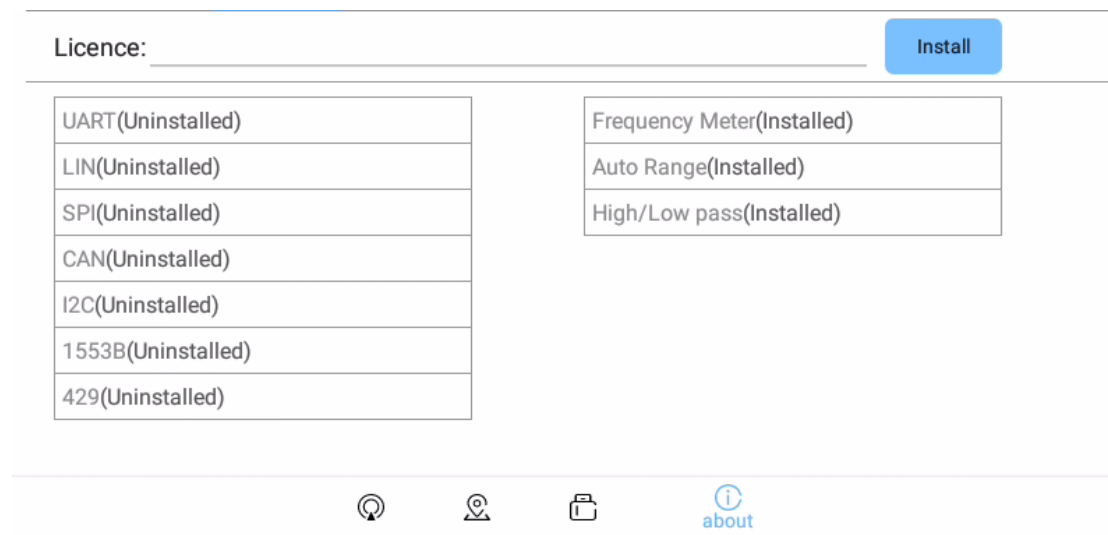 Licence:
Install
UART(Uninstalled)
LIN(Uninstalled)
SPI(Uninstalled)
CAN(Uninstalled)
I2C(Uninstalled)
1553B(Uninstalled)
429(Uninstalled)
Frequency Meter(Installed)
Auto Range(Installed)
High/Low pass(Installed)
about